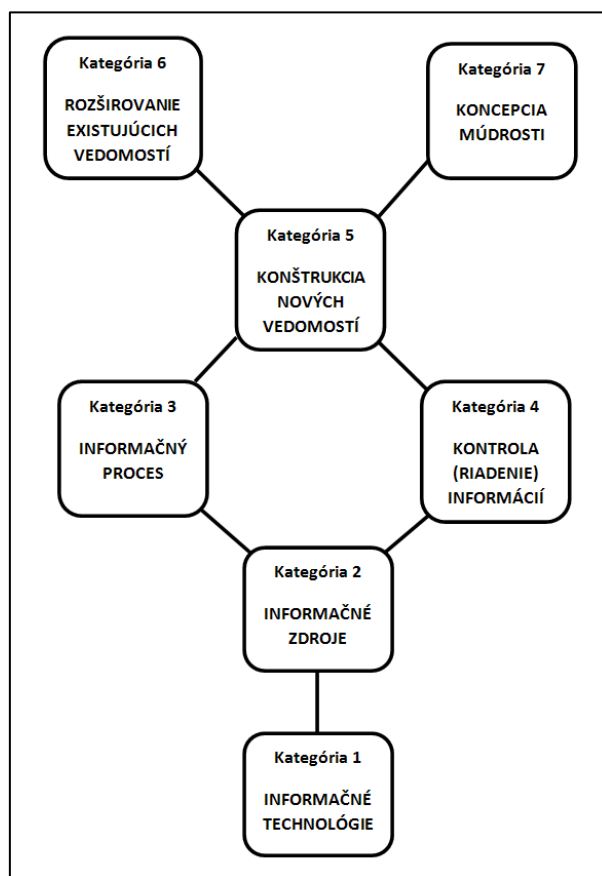 Kategória 6
ROZŠIROVANIE
EXISTUJÚCICH
VEDOMOSTÍ
Kategória 7
KONCEPCIA
MÚDROSTI
Kategória 5
KONŠTRUKCIA
NOVÝCH
VEDOMOSTÍ
Kategória 3
INFORMAČNÝ
PROCES
Kategória 4
KONTROLA
(RIADENIE)
INFORMÁCIÍ
Kategória 2
INFORMAČNÉ
ZDROJE
Kategória 1
INFORMAČNÉ
TECHNOLÓGIE